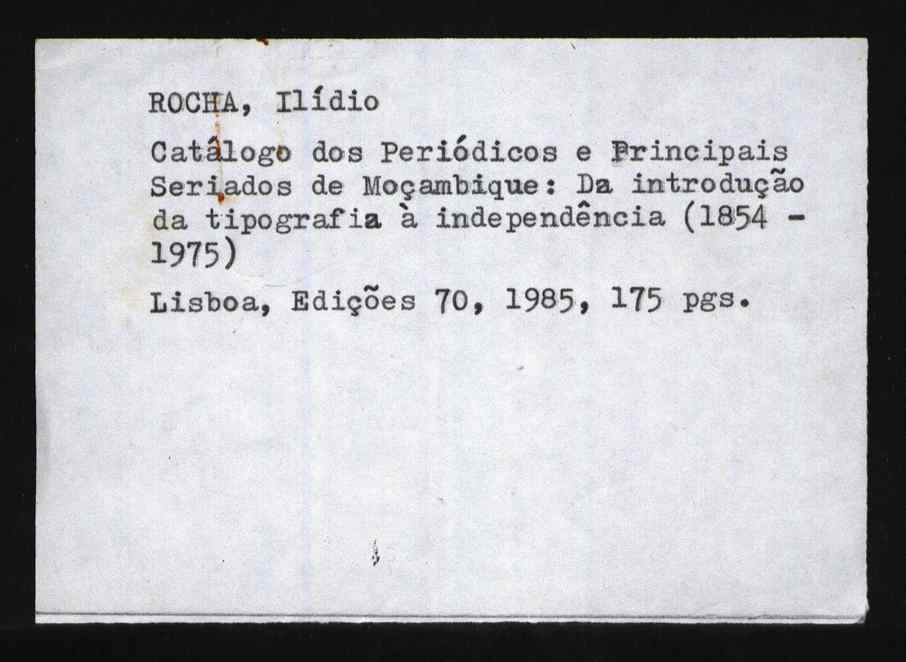 ROCHA, Ilídio
Catálogo dos Periódicos e Principais
Seriados de Moçambique: Da introdução
da tipografia à independência (1854 -
1975)
Lisboa, Edições 70, 1985, 175 pgs.